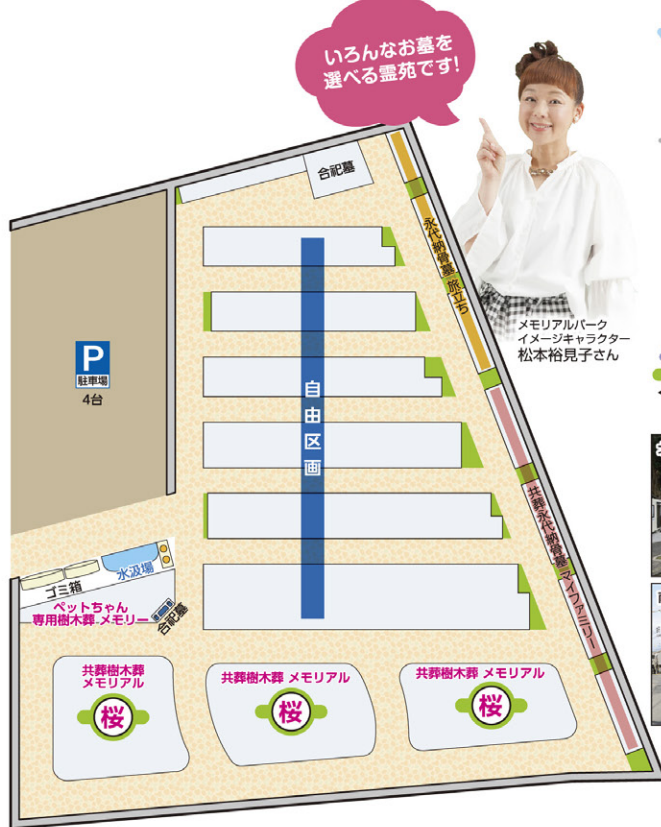 いろんなお墓を
選べる霊苑です!
合祀墓
永代納骨墓 旅立ち
メモリアルパーク
イメージキャラクター
松本裕見子さん
P
駐車場
4台
自由区画
共葬永代納骨墓 マイファミリー
水汲場
ゴミ箱
ペットちゃん
専用樹木葬 メモリー
合祀墓
共葬樹木葬
メモリアル
桜
共葬樹木葬 メモリアル
桜
共葬樹木葬 メモリアル
桜